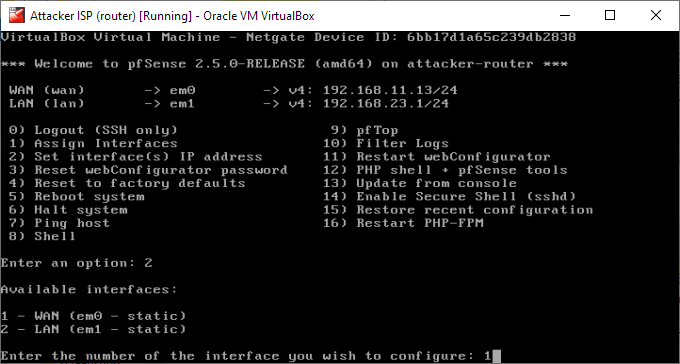 Attacker ISP (router) [Running] - Oracle VM VirtualBox
VirtualBox Virtual Machine - Netgate Device ID: 6bb17d1a65c239db2838
*** Welcome to pfSense 2.5.0-RELEASE (amd64) on attacker-router ***
WAN (wan) -> em0 -> v4: 192.168.11.13/24
LAN (lan) -> em1 -> v4: 192.168.23.1/24
0) Logout (SSH only) 9) pfTop
1) Assign Interfaces 10) Filter Logs
2) Set interface(s) IP address 11) Restart webConfigurator
3) Reset webConfigurator password 12) PHP shell + pfSense tools
4) Reset to factory defaults 13) Update from console
5) Reboot system 14) Enable Secure Shell (sshd)
6) Halt system 15) Restore recent configuration
7) Ping host 16) Restart PHP-FPM
8) Shell
Enter an option: 2
Available interfaces:
1 - WAN (em0 - static)
2 - LAN (em1 - static)
Enter the number of the interface you wish to configure: 1